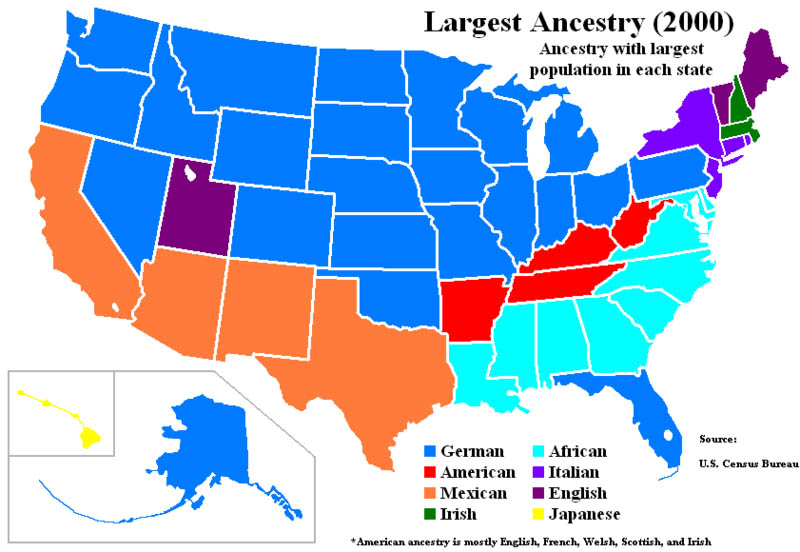 Largest Ancestry (2000)
Ancestry with largest
population in each state
German
American
Mexican
Irish
African
Italian
English
Japanese
Source:
U.S. Census Bureau
*American ancestry is mostly English, French, Welsh, Scottish, and Irish